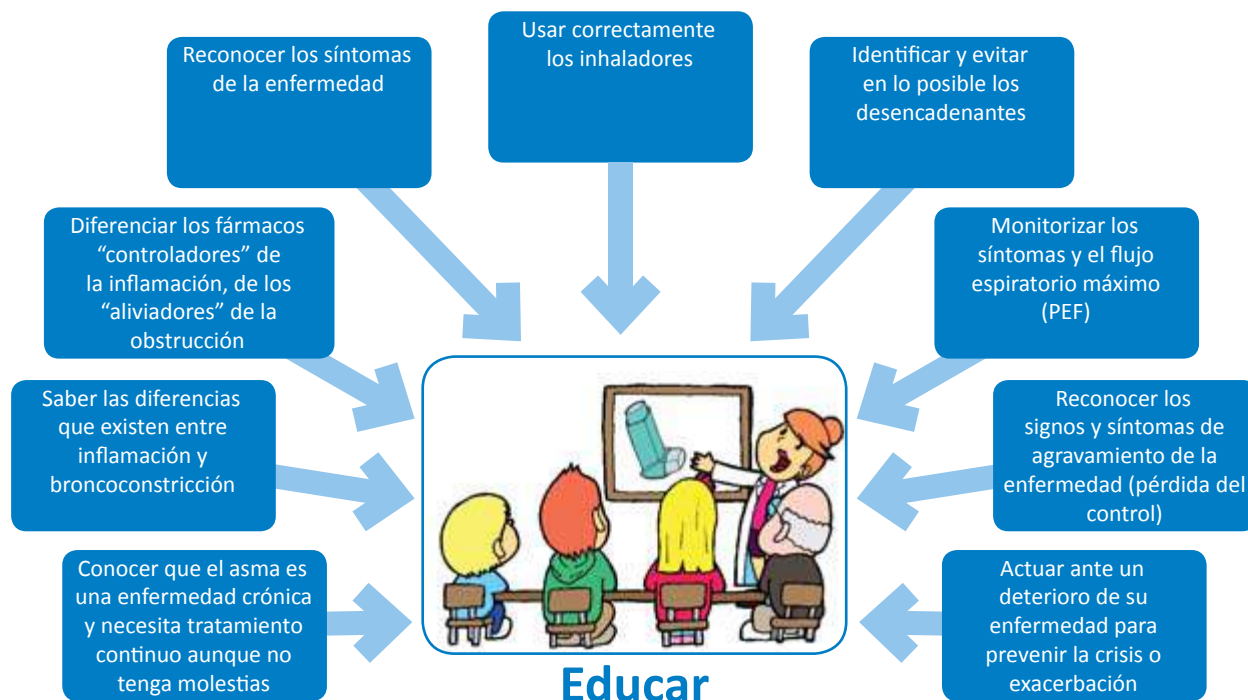 Reconocer los síntomas
de la enfermedad
Usar correctamente
los inhaladores
Identificar y evitar
en lo posible los
desencadenantes
Diferenciar los fármacos
“controladores” de
la inflamación, de los
“aliviadores” de la
obstrucción
Monitorizar los
síntomas y el flujo
espiratorio máximo
(PEF)
Saber las diferencias
que existen entre
inflamación y
broncoconstricción
Reconocer los
signos y síntomas de
agravamiento de la
enfermedad (pérdida del
control)
Conocer que el asma es
una enfermedad crónica
y necesita tratamiento
continuo aunque no
tenga molestias
Actuar ante un
deterioro de su
enfermedad para
prevenir la crisis o
exacerbación
Educar